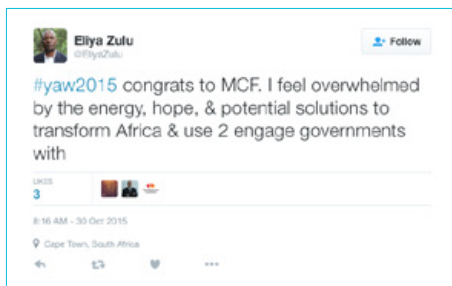 Eliya Zulu
@EliyaZulu
Follow
#yaw2015 congrats to MCF. I feel overwhelmed
by the energy, hope, & potential solutions to
transform Africa & use 2 engage governments
with
LIKES
3
8:16 AM - 30 Oct 2015
Cape Town, South Africa